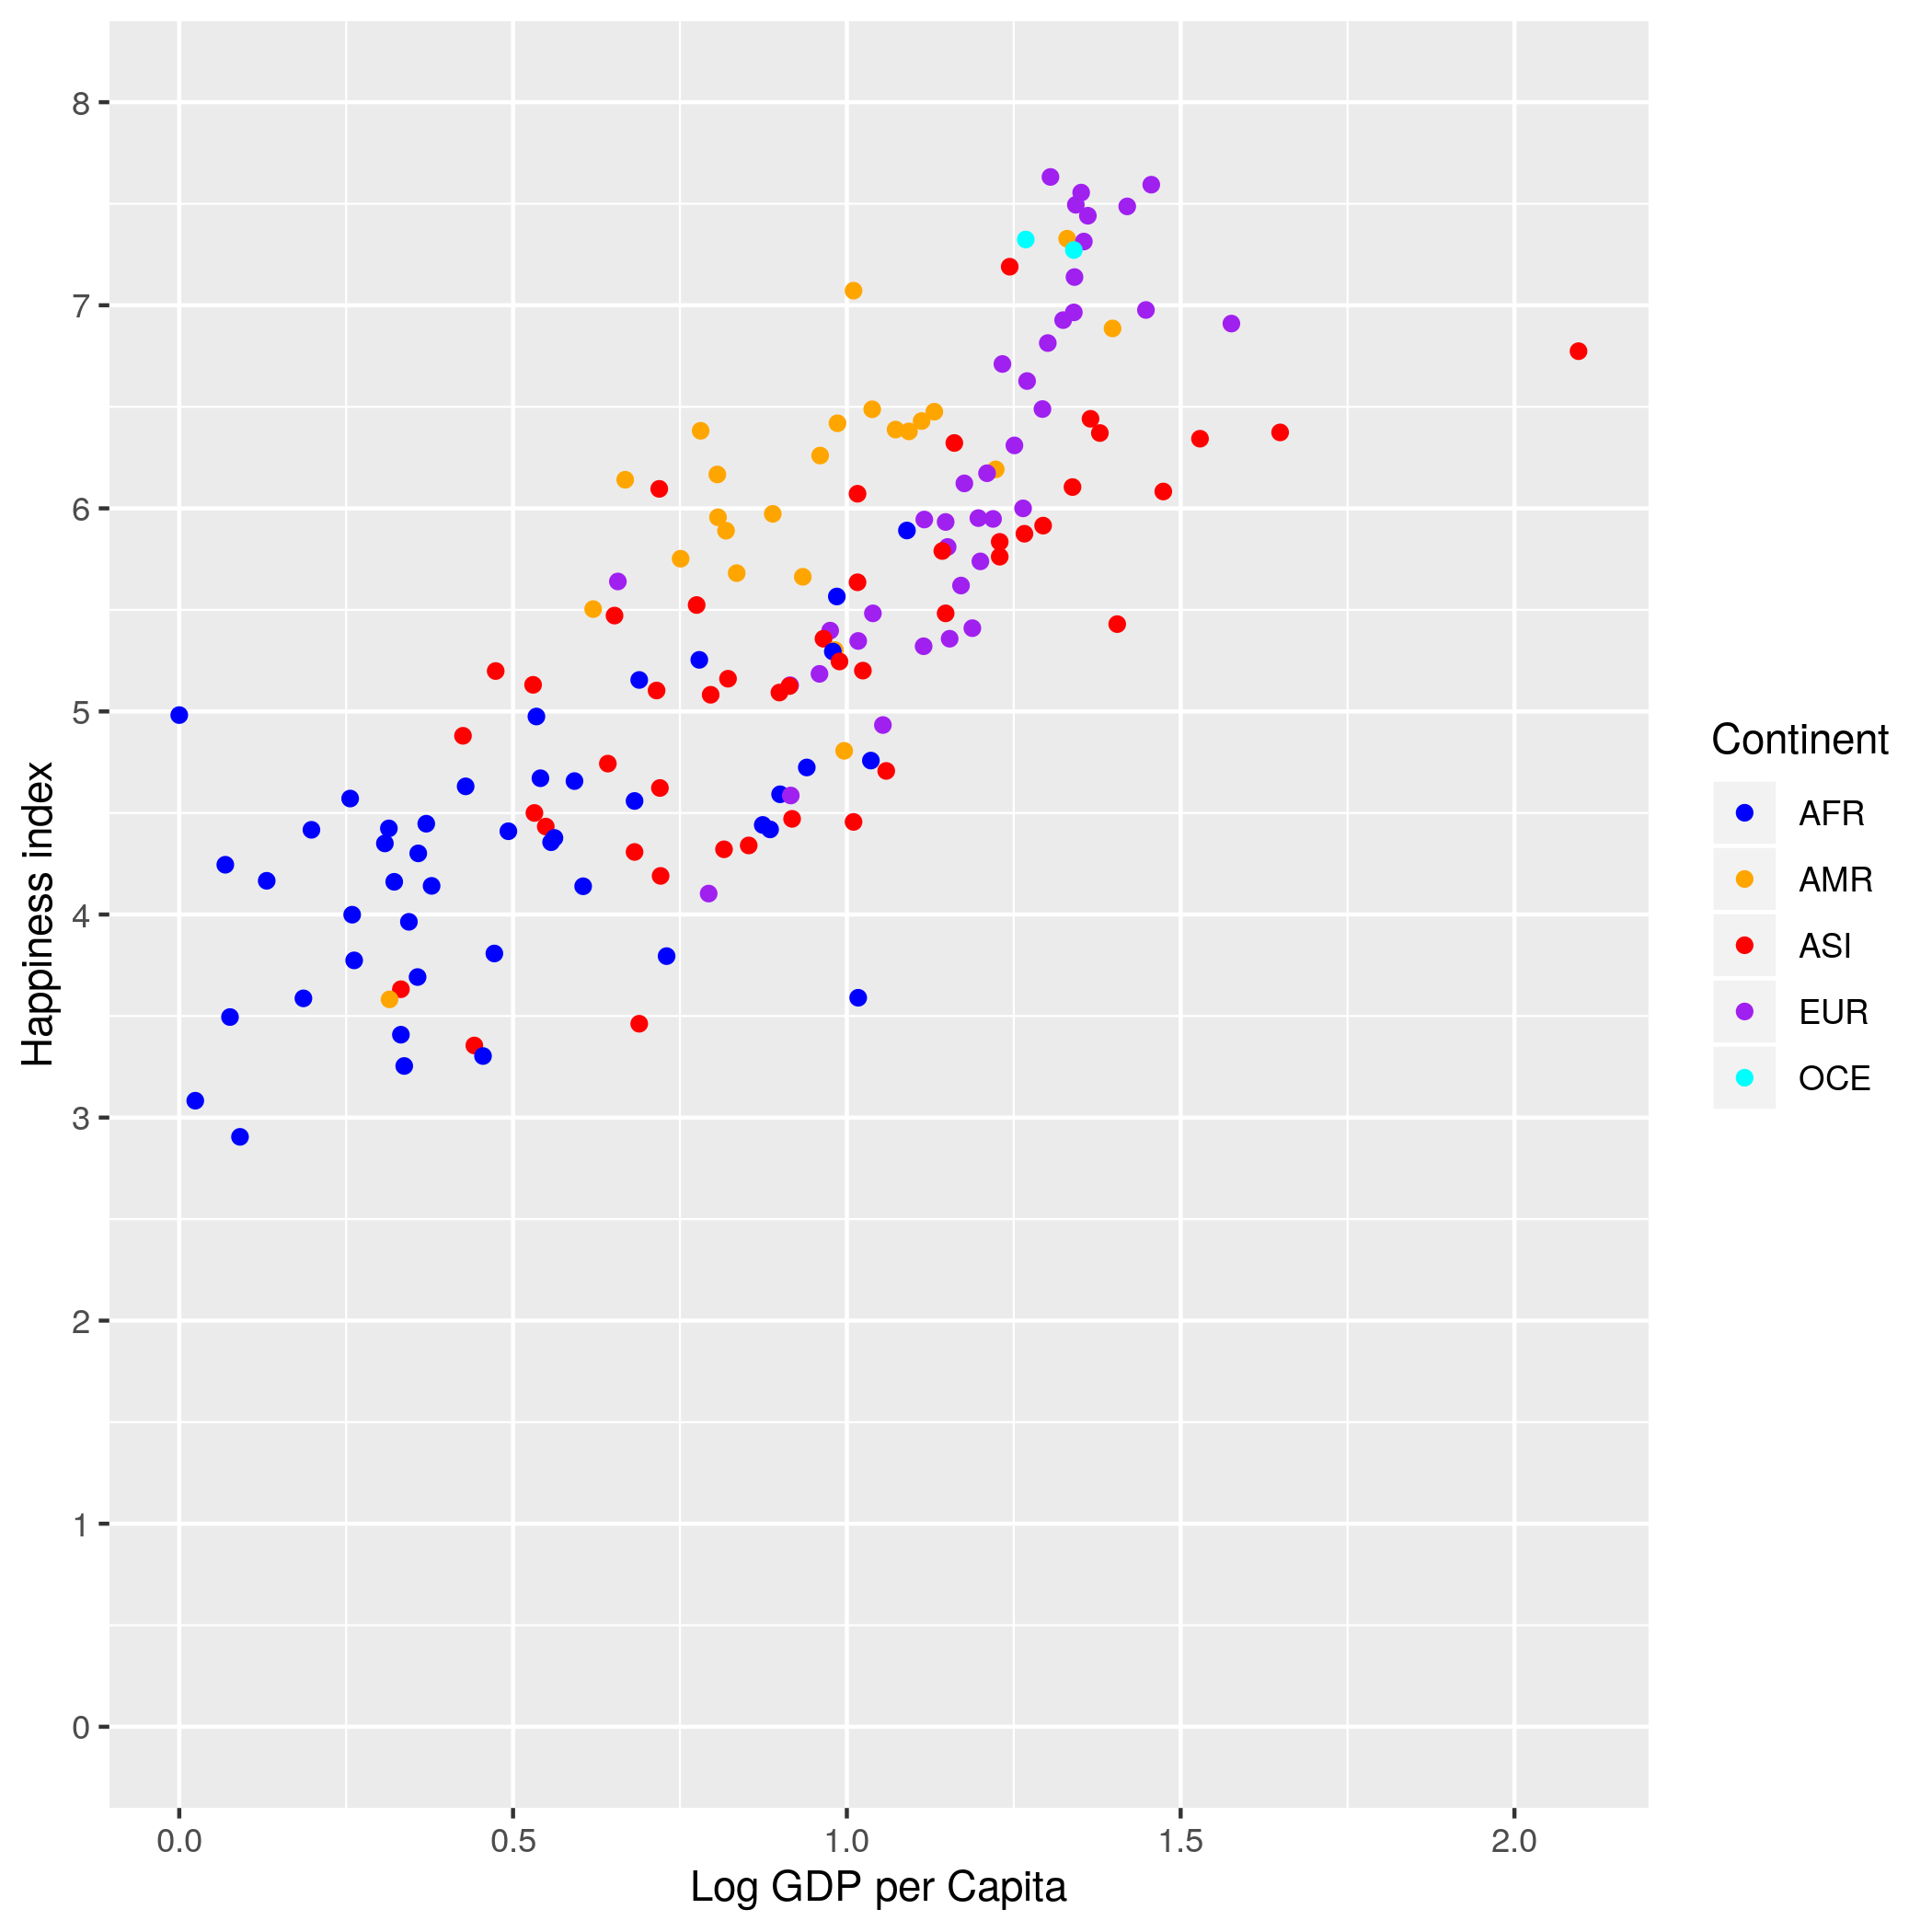 8
7
6
5
4
3
2
1
0
Happiness index
0.0 0.5 1.0 1.5 2.0
Log GDP per Capita
Continent
AFR
AMR
ASI
EUR
OCE